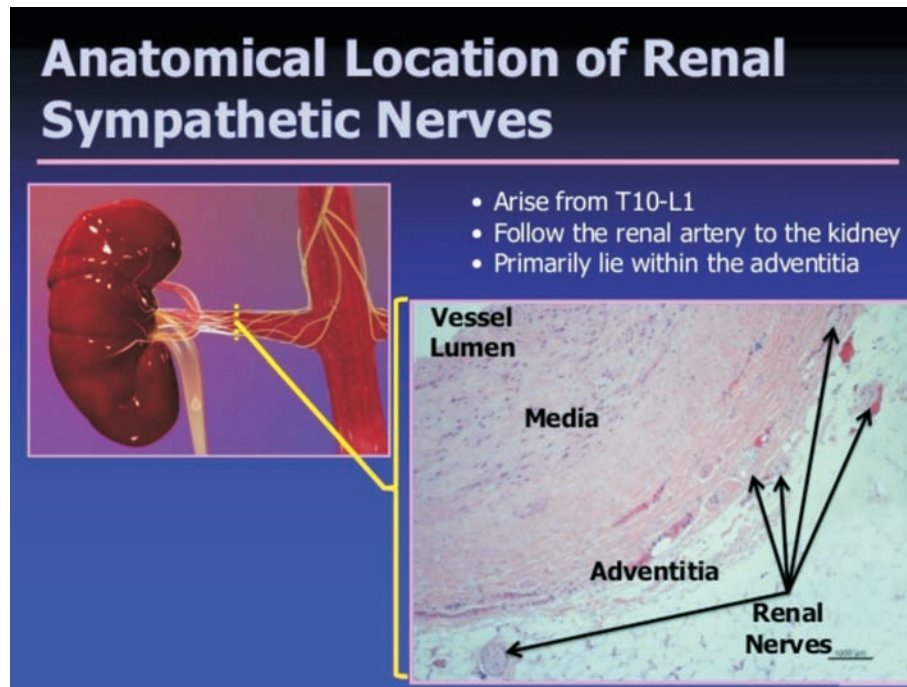 Anatomical Location of Renal
Sympathetic Nerves
• Arise from T10-L1
• Follow the renal artery to the kidney
• Primarily lie within the adventitia
Vessel
Lumen
Media
Adventitia
Renal
Nerves